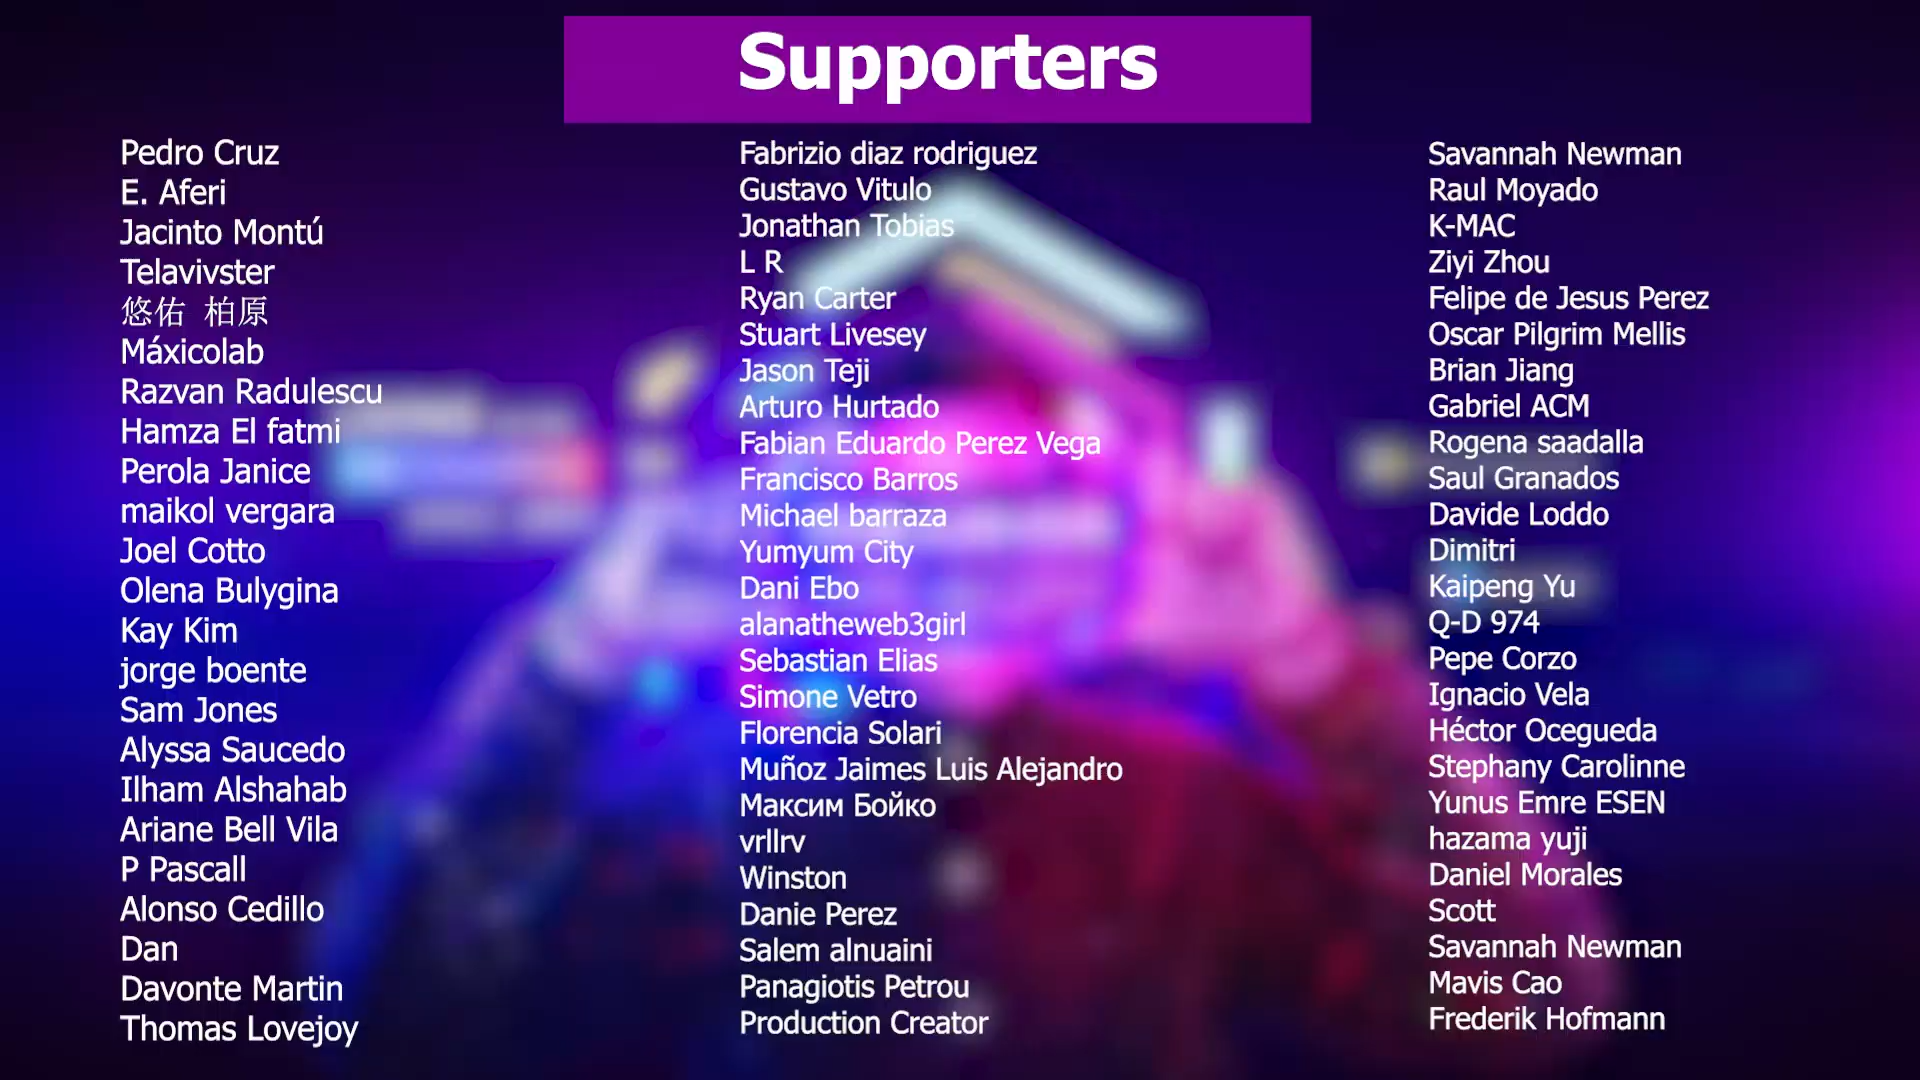 Supporters
Pedro Cruz
E. Aferi
Jacinto Montú
Telavivster
悠佑 柏原
Máxicolab
Razvan Radulescu
Hamza El fatmi
Perola Janice
maikol vergara
Joel Cotto
Olena Bulygina
Kay Kim
jorge boente
Sam Jones
Alyssa Saucedo
Ilham Alshahab
Ariane Bell Vila
P Pascall
Alonso Cedillo
Dan
Davonte Martin
Thomas Lovejoy
Fabrizio diaz rodriguez
Gustavo Vitulo
Jonathan Tobias
L R
Ryan Carter
Stuart Livesey
Jason Teji
Arturo Hurtado
Fabian Eduardo Perez Vega
Francisco Barros
Michael barraza
Yumyum City
Dani Ebo
alanatheweb3girl
Sebastian Elias
Simone Vetro
Florencia Solari
Muñoz Jaimes Luis Alejandro
Максим Бойко
vrllrv
Winston
Danie Perez
Salem alnuaini
Panagiotis Petrou
Production Creator
Savannah Newman
Raul Moyado
K-MAC
Ziyi Zhou
Felipe de Jesus Perez
Oscar Pilgrim Mellis
Brian Jiang
Gabriel ACM
Rogena saadalla
Saul Granados
Davide Loddo
Dimitri
Kaipeng Yu
Q-D 974
Pepe Corzo
Ignacio Vela
Héctor Ocegueda
Stephany Carolinne
Yunus Emre ESEN
hazama yuji
Daniel Morales
Scott
Savannah Newman
Mavis Cao
Frederik Hofmann